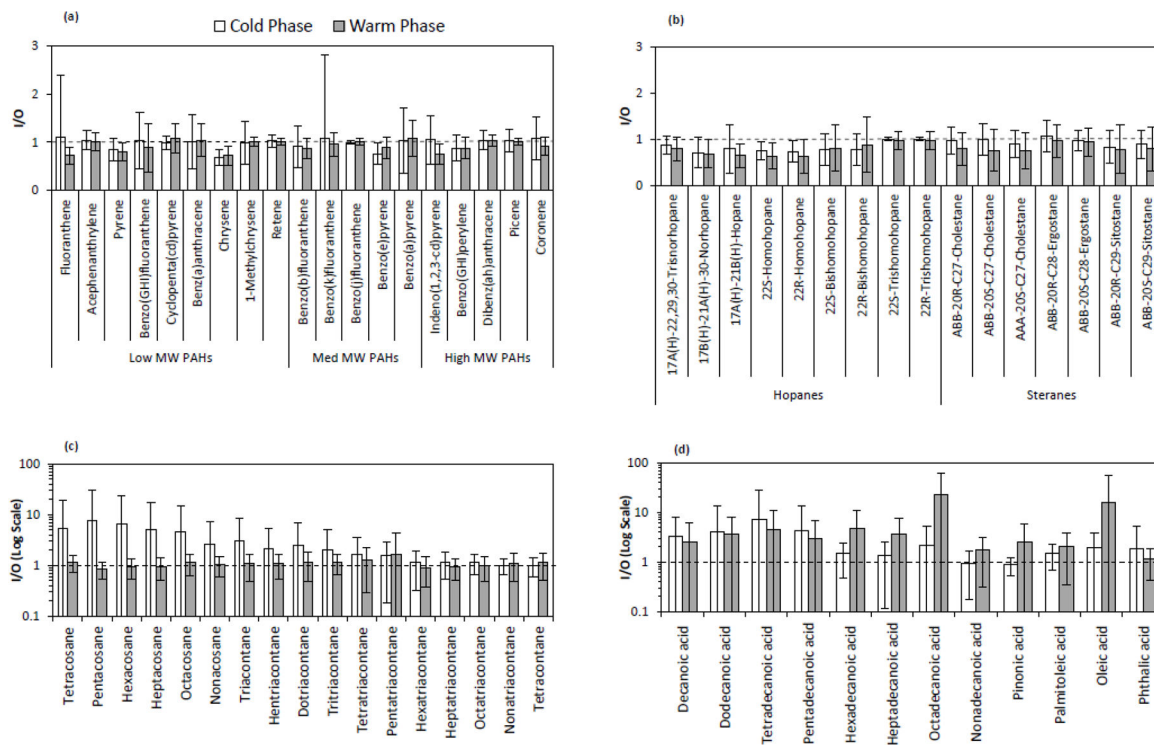 (a)
Cold Phase Warm Phase
3
2
1
0
I/O
Fluoranthene
Acephenanthrylene
Pyrene
Benzo(GHI)fluoranthene
Cyclopenta(cd)pyrene
Benz(a)anthracene
Chrysene
1-Methylchrysene
Retene
Benzo(b)fluoranthene
Benzo(k)fluoranthene
Benzo(j)fluoranthene
Benzo(e)pyrene
Benzo(a)pyrene
Indeno(1,2,3-cd)pyrene
Benzo(GHI)perylene
Dibenz(ah)anthracene
Picene
Coronene
Low MW PAHs
Med MW PAHs
High MW PAHs
(b)
3
2
1
0
I/O
17A(H)-22,29,30-Trisnorhopane
17B(H)-21A(H)-30-Norhopane
17A(H)-21B(H)-Hopane
22S-Homohopane
22R-Homohopane
22S-Bishomohopane
22R-Bishomohopane
22S-Trishomohopane
22R-Trishomohopane
ABB-20R-C27-Cholestane
ABB-20S-C27-Cholestane
AAA-20S-C27-Cholestane
ABB-20R-C28-Ergostane
ABB-20S-C28-Ergostane
ABB-20R-C29-Sitostane
ABB-20S-C29-Sitostane
Hopanes
Steranes
(c)
100
10
1
0.1
I/O (Log Scale)
Tetracosane
Pentacosane
Hexacosane
Heptacosane
Octacosane
Nonacosane
Triacontane
Hentriacontane
Dotriacontane
Tritriacontane
Tetratriacontane
Pentatriacontane
Hexatriacontane
Heptatriacontane
Octatriacontane
Nonatriacontane
Tetracontane
(d)
100
10
1
0.1
I/O (Log Scale)
Decanoic acid
Dodecanoic acid
Tetradecanoic acid
Pentadecanoic acid
Hexadecanoic acid
Heptadecanoic acid
Octadecanoic acid
Nonadecanoic acid
Pinonic acid
Palmitoleic acid
Oleic acid
Phthalic acid